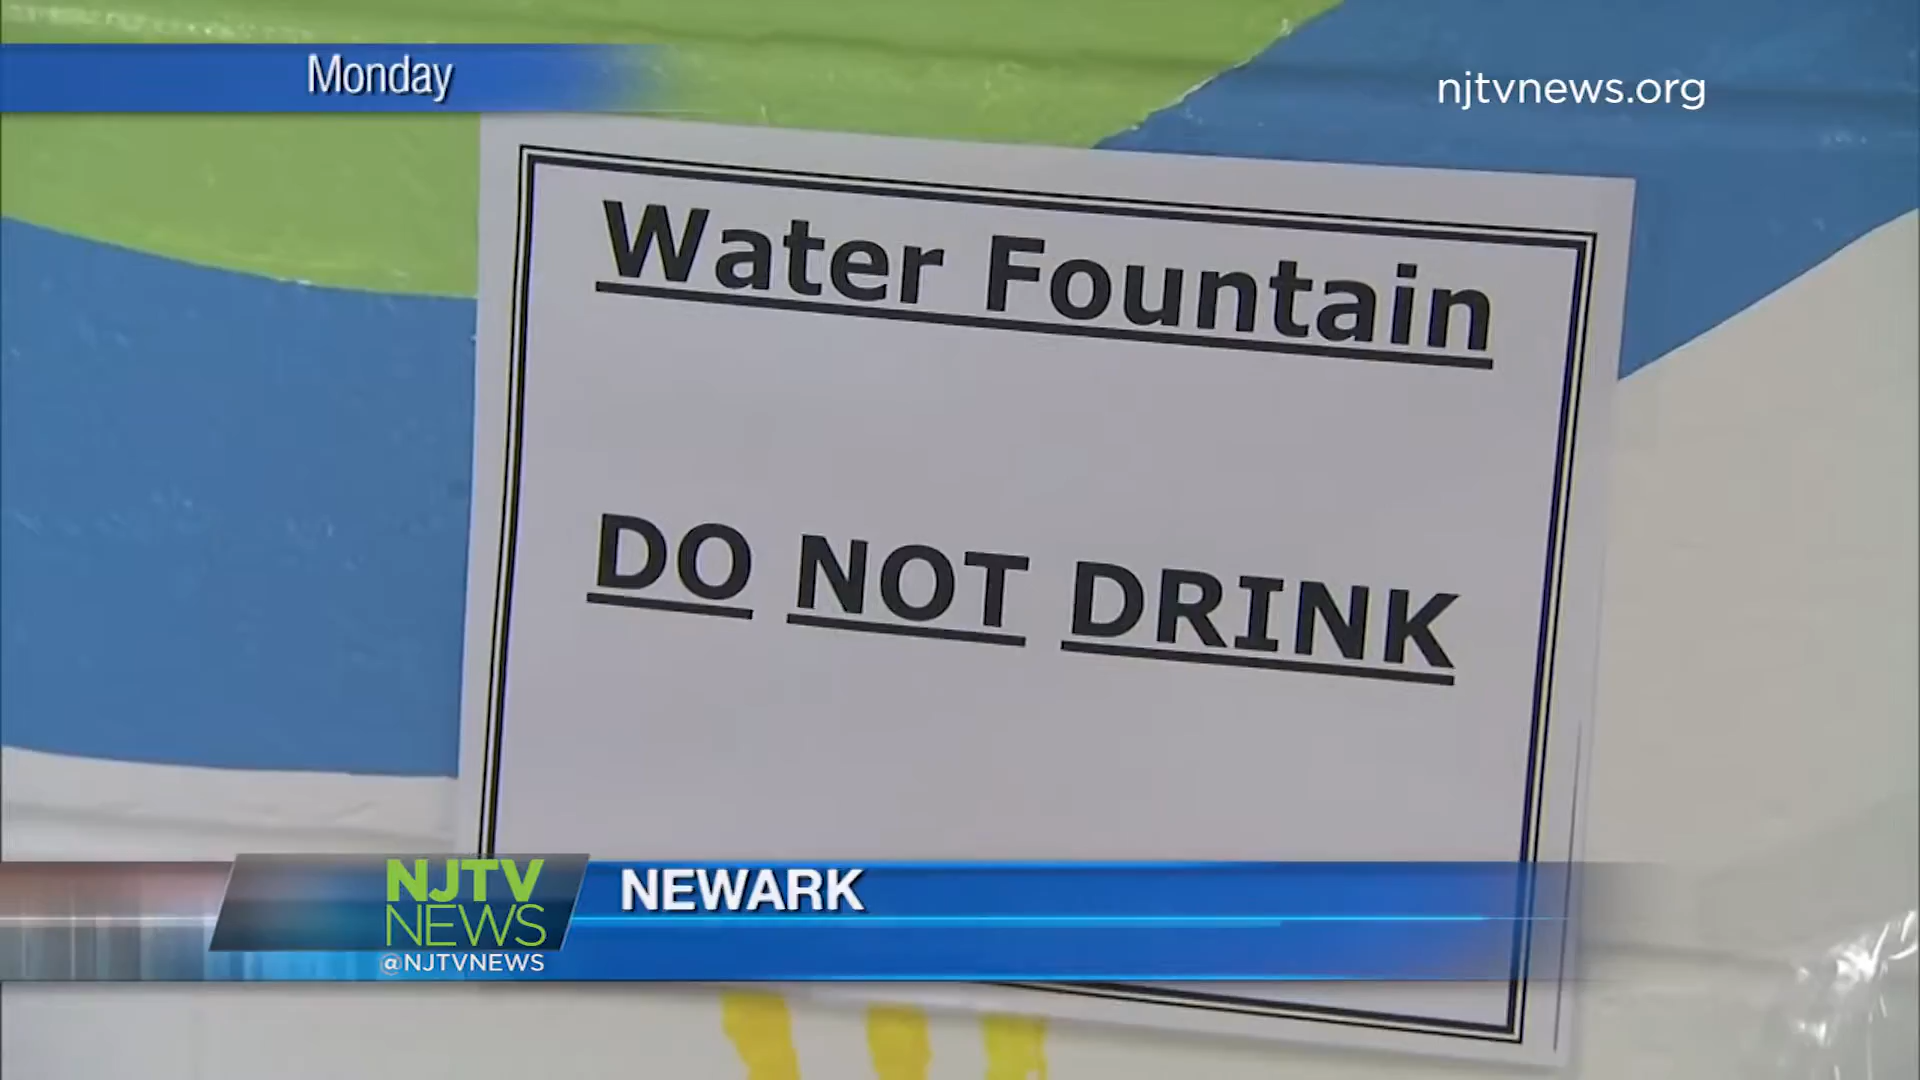 Monday
njtvnews.org
Water Fountain
DO NOT DRINK
NJTV
NEWS
@NJTVNEWS
NEWARK